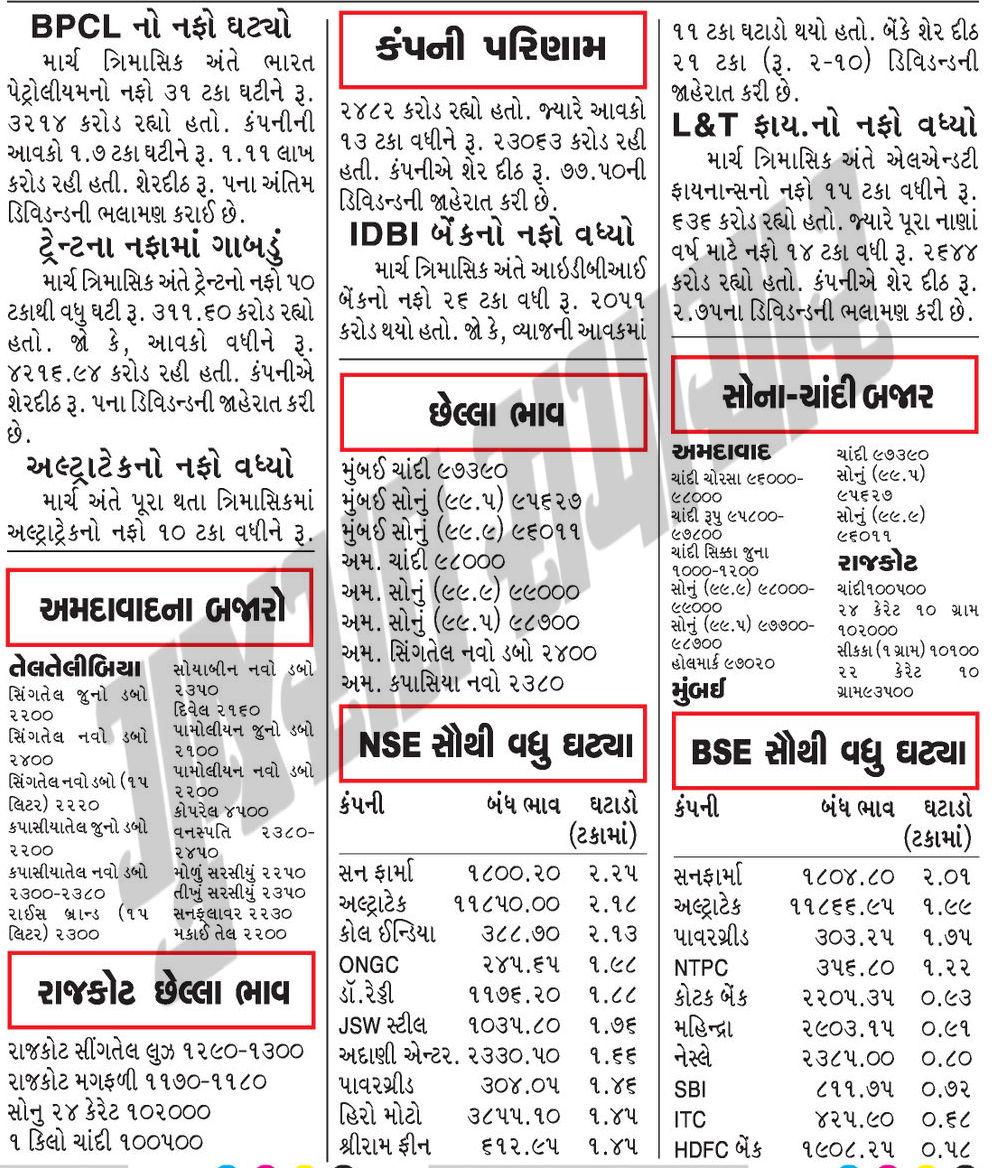 BPCL નો નફો ઘટ્યો
માર્ચ ત્રિમાસિક અંતે ભારત
પેટ્રોલીયમનો નફો ૩૧ ટકા ઘટીને રૂ.
૩૨૧૪ કરોડ રહ્યો હતો. કંપનીની
આવકો ૧.૭ ટકા ઘટીને રૂ. ૧.૧૧ લાખ
કરોડ રહી હતી. શેરદીઠ રૂ. ૫ના અંતિમ
ડિવિડન્ડની ભલામણ કરાઈ છે.
ટ્રેન્ટના નફામાં ગાબડું
માર્ચ ત્રિમાસિક અંતે ટ્રેન્ટનો નફો ૫૦
ટકાથી વધુ ઘટી રૂ. ૩૧૧.૬૦ કરોડ રહ્યો
હતો. જો કે, આવકો વધીને રૂ.
૪૨૧૬.૯૪ કરોડ રહી હતી. કંપનીએ
શેરદીઠ રૂ. ૫ના ડિવિડન્ડની જાહેરાત કરી
છે.
અલ્ટ્રાટેકનો નફો વધ્યો
માર્ચ અંતે પૂરા થતા ત્રિમાસિકમાં
અલ્ટ્રાટ્રેકનો નફો ૧૦ ટકા વધીને રૂ.
કંપની પરિણામ
૨૪૮૨ કરોડ રહ્યો હતો. જ્યારે આવકો
૧૩ ટકા વધીને રૂ. ૨૩૦૬૩ કરોડ રહી
હતી. કંપનીએ શેર દીઠ રૂ. ૭૭.૫૦ની
ડિવિડન્ડની જાહેરાત કરી છે.
IDBI બેંકનો નફો વધ્યો
માર્ચ ત્રિમાસિક અંતે આઇડીબીઆઈ
બેંકનો નફો ૨૬ ટકા વધી રૂ. ૨૦૫૧
કરોડ થયો હતો. જો કે, વ્યાજની આવકમાં
૧૧ ટકા ઘટાડો થયો હતો. બેંકે શેર દીઠ
૨૧ ટકા (રૂ. ૨-૧૦) ડિવિડન્ડની
જાહેરાત કરી છે.
L&T ફાય.નો નફો વધ્યો
માર્ચ ત્રિમાસિક અંતે એલએન્ડટી
ફાયનાન્સનો નફો ૧૫ ટકા વધીને રૂ.
૬૩૬ કરોડ રહ્યો હતો. જ્યારે પૂરા નાણાં
વર્ષ માટે નફો ૧૪ ટકા વધી રૂ. ૨૬૪૪
કરોડ રહ્યો હતો. કંપનીએ શેર દીઠ રૂ.
૨.૭૫ના ડિવિડન્ડની ભલામણ કરી છે.
અમદાવાદના બજારો
તેલતેલીબિયા
સિંગતેલ જુનો ડબો
૨૨૦૦
સિંગતેલ નવો ડબો
૨૪૦૦
સિંગતેલ નવો ડબો (૧૫
લિટર) ૨૨૨૦
કપાસીયાતેલ જુનો ડબો
૨૨૦૦
કપાસીયાતેલ નવો ડબો
૨૩૦૦-૨૩૮૦
રાઈસ બ્રાન્ડ (૧૫
લિટર) ૨૩૦૦
સોયાબીન નવો ડબો
૨૩૫૦
દિવેલ ૨૧૬૦
પામોલીયન જુનો ડબો
૨૧૦૦
પામોલીયન નવો ડબો
૨૨૦૦
કોપરેલ ૪૫૦૦
વનસ્પતિ ૨૩૮૦-
૨૪૫૦
મોળું સરસીયું ૨૨૫૦
તીખું સરસીયું ૨૩૫૦
સનફ્લાવર ૨૨૩૦
મકાઈ તેલ ૨૨૦૦
રાજકોટ છેલ્લા ભાવ
રાજકોટ સીંગતેલ લુઝ ૧૨૯૦-૧૩૦૦
રાજકોટ મગફળી ૧૧૭૦-૧૧૮૦
સોનુ ૨૪ કેરેટ ૧૦૨૦૦૦
૧ કિલો ચાંદી ૧૦૦૫૦૦
છેલ્લા ભાવ
મુંબઈ ચાંદી ૯૭૩૯૦
મુંબઈ સોનું (૯૯.૫) ૯૫૬૨૭
મુંબઈ સોનું (૯૯.૯) ૯૬૦૧૧
અમ. ચાંદી ૯૮૦૦૦
અમ. સોનું (૯૯.૯) ૯૯૦૦૦
અમ. સોનું (૯૯.૫) ૯૮૭૦૦
અમ. સિંગતેલ નવો ડબો ૨૪૦૦
અમ. કપાસિયા નવો ૨૩૮૦
NSE સૌથી વધુ ઘટ્યા
કંપની બંધ ભાવ ઘટાડો
(ટકામાં)
સન ફાર્મા ૧૮૦૦.૨૦ ૨.૨૫
અલ્ટ્રાટેક ૧૧૮૫૦.૦૦ ૨.૧૮
કોલ ઈન્ડિયા ૩૮૮.૭૦ ૨.૧૩
ONGC ૨૪૫.૬૫ ૧.૯૮
ડૉ.રેડ્ડી ૧૧૭૬.૨૦ ૧.૮૮
JSW સ્ટીલ ૧૦૩૫.૮૦ ૧.૭૬
અદાણી એન્ટર. ૨૩૩૦.૫૦ ૧.૬૬
પાવરગ્રીડ ૩૦૪.૦૫ ૧.૪૬
હિરો મોટો ૩૮૫૫.૧૦ ૧.૪૫
શ્રીરામ ફીન ૬૧૨.૯૫ ૧.૪૫
સોના-ચાંદી બજાર
અમદાવાદ
ચાંદી ચોરસા ૯૬૦૦૦-
૯૮૦૦૦
ચાંદી રૂપુ ૯૫૮૦૦-
૯૭૮૦૦
ચાંદી સિક્કા જુના
૧૦૦૦-૧૨૦૦
સોનું (૯૯.૯) ૯૮૦૦૦-
૯૯૦૦૦
સોનું (૯૯.૫) ૯૭૭૦૦-
૯૮૭૦૦
હોલમાર્ક ૯૭૦૨૦
મુંબઈ
ચાંદી ૯૭૩૯૦
સોનું (૯૯.૫)
૯૫૬૨૭
સોનું (૯૯.૯)
૯૬૦૧૧
રાજકોટ
ચાંદી૧૦૦૫૦૦
૨૪ કેરેટ ૧૦ ગ્રામ
૧૦૨૦૦૦
સીકકા (૧ ગ્રામ) ૧૦૧૦૦
૨૨ કેરેટ ૧૦
ગ્રામ૯૩૫૦૦
BSE સૌથી વધુ ઘટ્યા
કંપની બંધ ભાવ ઘટાડો
(ટકામાં)
સનફાર્મા ૧૮૦૪.૮૦ ૨.૦૧
અલ્ટ્રાટેક ૧૧૮૬૬.૯૫ ૧.૯૯
પાવરગ્રીડ ૩૦૩.૨૫ ૧.૭૫
NTPC ૩૫૬.૮૦ ૧.૨૨
કોટક બેંક ૨૨૦૫.૩૫ ૦.૯૩
મહિન્દ્રા ૨૯૦૩.૧૫ ૦.૯૧
નેસ્લે ૨૩૮૫.૦૦ ૦.૮૦
SBI ૮૧૧.૭૫ ૦.૭૨
ITC ૪૨૫.૯૦ ૦.૬૮
HDFC બેંક ૧૯૦૮.૨૫ ૦.૫૮